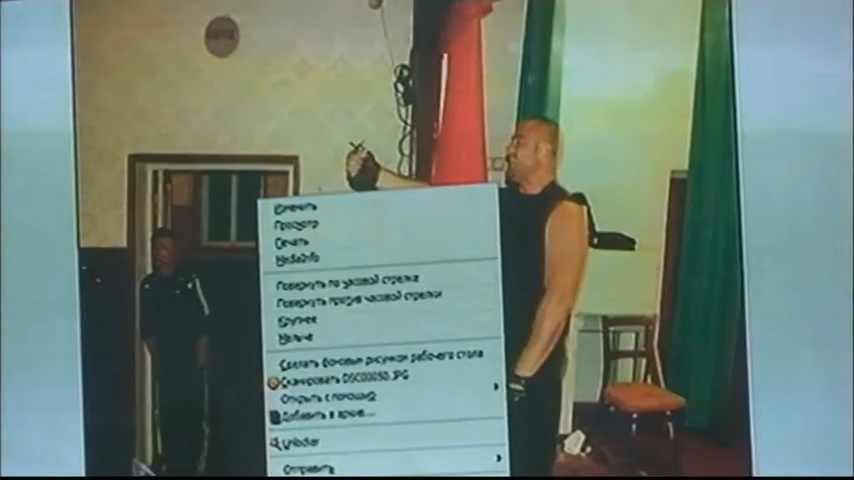 Изменить
Просмотр
Печать
MediaInfo
Повернуть по часовой стрелке
Повернуть против часовой стрелки
Крупнее
Мельче
Сделать фоновым рисунком рабочего стола
Сканировать DSC00050.JPG
Открыть с помощью
Добавить в архив...
Unlocker
Отправить